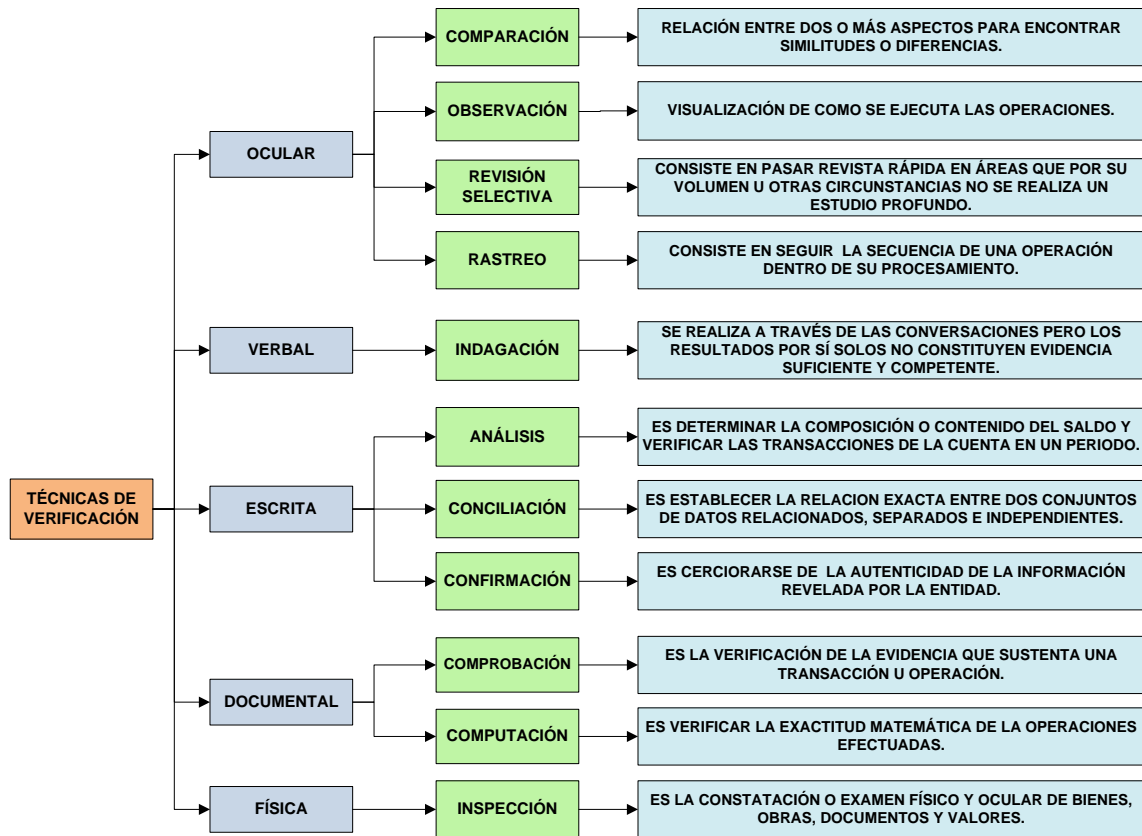 COMPARACIÓN
RELACIÓN ENTRE DOS O MÁS ASPECTOS PARA ENCONTRAR
SIMILITUDES O DIFERENCIAS.
OBSERVACIÓN
VISUALIZACIÓN DE COMO SE EJECUTA LAS OPERACIONES.
OCULAR
REVISIÓN
SELECTIVA
CONSISTE EN PASAR REVISTA RÁPIDA EN ÁREAS QUE POR SU
VOLUMEN U OTRAS CIRCUNSTANCIAS NO SE REALIZA UN
ESTUDIO PROFUNDO.
RASTREO
CONSISTE EN SEGUIR LA SECUENCIA DE UNA OPERACIÓN
DENTRO DE SU PROCESAMIENTO.
VERBAL
INDAGACIÓN
SE REALIZA A TRAVÉS DE LAS CONVERSACIONES PERO LOS
RESULTADOS POR SÍ SOLOS NO CONSTITUYEN EVIDENCIA
SUFICIENTE Y COMPETENTE.
ANÁLISIS
ES DETERMINAR LA COMPOSICIÓN O CONTENIDO DEL SALDO Y
VERIFICAR LAS TRANSACCIONES DE LA CUENTA EN UN PERIODO.
TÉCNICAS DE
VERIFICACIÓN
ESCRITA
CONCILIACIÓN
ES ESTABLECER LA RELACION EXACTA ENTRE DOS CONJUNTOS
DE DATOS RELACIONADOS, SEPARADOS E INDEPENDIENTES.
CONFIRMACIÓN
ES CERCIORARSE DE LA AUTENTICIDAD DE LA INFORMACIÓN
REVELADA POR LA ENTIDAD.
COMPROBACIÓN
ES LA VERIFICACIÓN DE LA EVIDENCIA QUE SUSTENTA UNA
TRANSACCIÓN U OPERACIÓN.
DOCUMENTAL
COMPUTACIÓN
ES VERIFICAR LA EXACTITUD MATEMÁTICA DE LA OPERACIONES
EFECTUADAS.
FÍSICA
INSPECCIÓN
ES LA CONSTATACIÓN O EXAMEN FÍSICO Y OCULAR DE BIENES,
OBRAS, DOCUMENTOS Y VALORES.